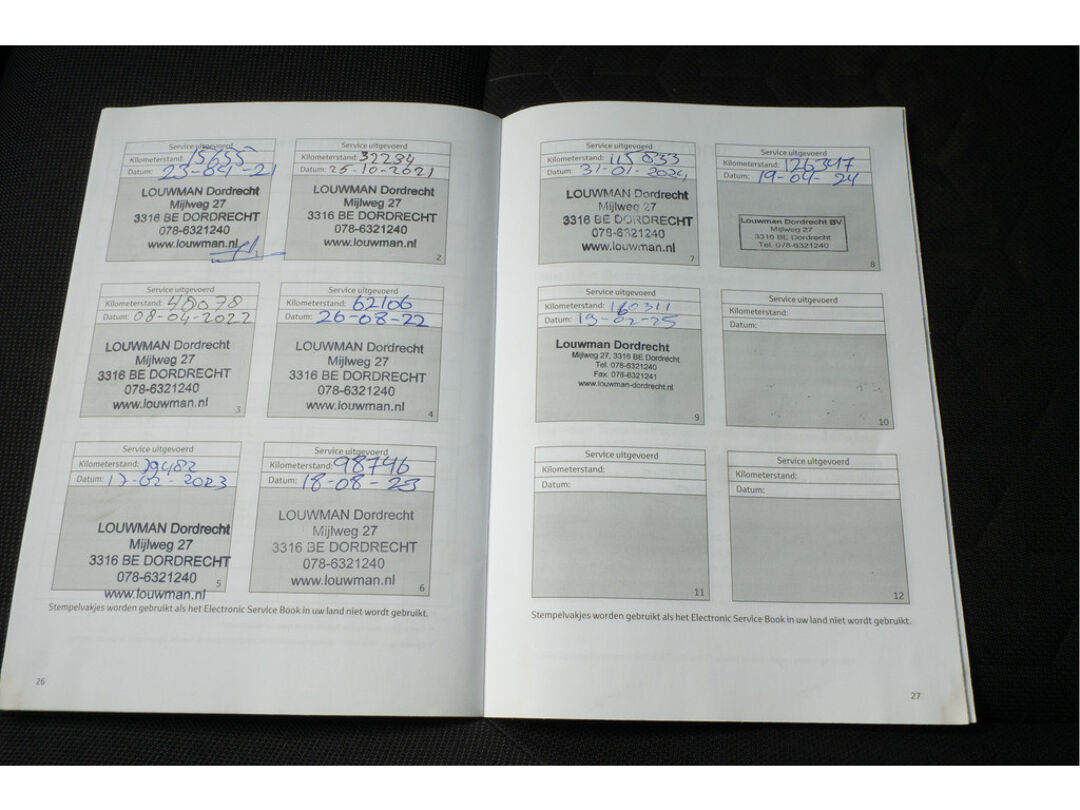 Service uitgevoerd
Kilometerstand: 15655
Datum: 23-04-21
LOUWMAN Dordrecht
Mijlweg 27
3316 BE DORDRECHT
078-6321240
www.louwman.nl
Service uitgevoerd
Kilometerstand: 32234
Datum: 25-10-2021
LOUWMAN Dordrecht
Mijlweg 27
3316 BE DORDRECHT
078-6321240
www.louwman.nl
2
Service uitgevoerd
Kilometerstand: 48078
Datum: 08-04-2022
LOUWMAN Dordrecht
Mijlweg 27
3316 BE DORDRECHT
078-6321240
www.louwman.nl
3
Service uitgevoerd
Kilometerstand: 62106
Datum: 26-08-22
LOUWMAN Dordrecht
Mijlweg 27
3316 BE DORDRECHT
078-6321240
www.louwman.nl
4
Service uitgevoerd
Kilometerstand: 79482
Datum: 17-02-2023
LOUWMAN Dordrecht
Mijlweg 27
3316 BE DORDRECHT
078-6321240
www.louwman.nl
5
Service uitgevoerd
Kilometerstand: 98746
Datum: 18-08-23
LOUWMAN Dordrecht
Mijlweg 27
3316 BE DORDRECHT
078-6321240
www.louwman.nl
6
Stempelvakjes worden gebruikt als het Electronic Service Book in uw land niet wordt gebruikt.
26
Service uitgevoerd
Kilometerstand: 115833
Datum: 31-01-2024
LOUWMAN Dordrecht
Mijlweg 27
3316 BE DORDRECHT
078-6321240
www.louwman.nl
7
Service uitgevoerd
Kilometerstand: 126347
Datum: 19-04-24
Louwman Dordrecht BV
Mijlweg 27
3316 BE Dordrecht
Tel. 078-6321240
8
Service uitgevoerd
Kilometerstand: 160311
Datum: 19-02-25
Louwman Dordrecht
Mijlweg 27, 3316 BE Dordrecht
Tel. 078-6321240
Fax. 078-6321241
www.louwman-dordrecht.nl
9
Service uitgevoerd
Kilometerstand:
Datum:
10
Service uitgevoerd
Kilometerstand:
Datum:
11
Service uitgevoerd
Kilometerstand:
Datum:
12
Stempelvakjes worden gebruikt als het Electronic Service Book in uw land niet wordt gebruikt.
27